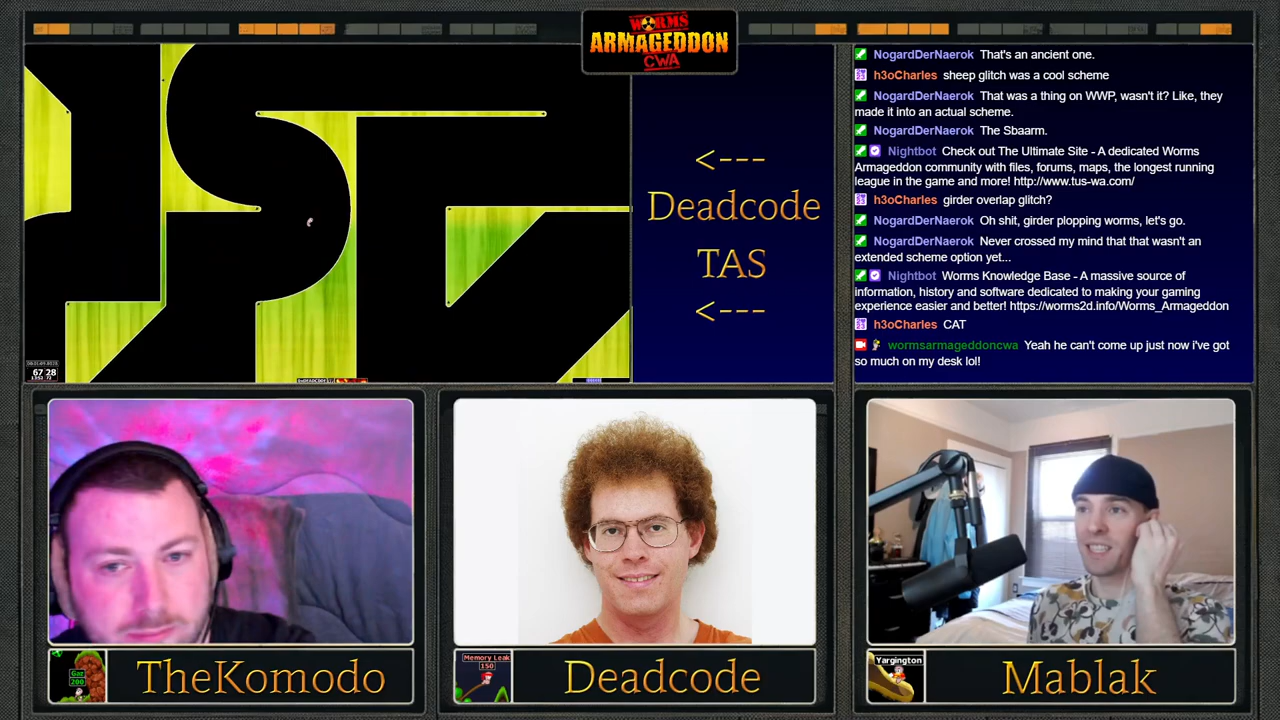 WORMS
ARMAGEDDON
CWA
NogardDerNaerok That's an ancient one.
h3oCharles sheep glitch was a cool scheme
NogardDerNaerok That was a thing on WWP, wasn't it? Like, they
made it into an actual scheme.
NogardDerNaerok The Sbaarm.
Nightbot Check out The Ultimate Site - A dedicated Worms
Armageddon community with files, forums, maps, the longest running
league in the game and more! http://www.tus-wa.com/
h3oCharles girder overlap glitch?
NogardDerNaerok Oh shit, girder plopping worms, let's go.
NogardDerNaerok Never crossed my mind that that wasn't an
extended scheme option yet...
Nightbot Worms Knowledge Base - A massive source of
information, history and software dedicated to making your gaming
experience easier and better! https://worms2d.info/Worms_Armageddon
h3oCharles CAT
wormsarmageddoncwa Yeah he can't come up just now i've got
so much on my desk lol!
<---
Deadcode
TAS
<---
67 28
Gaz
200
TheKomodo
Memory Leak
150
Deadcode
Yargington
Mablak